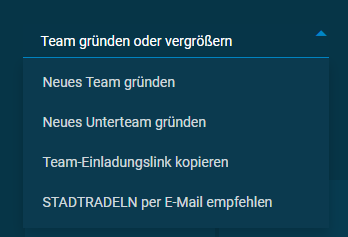 Team gründen oder vergrößern
Neues Team gründen
Neues Unterteam gründen
Team-Einladungslink kopieren
STADTRADELN per E-Mail empfehlen